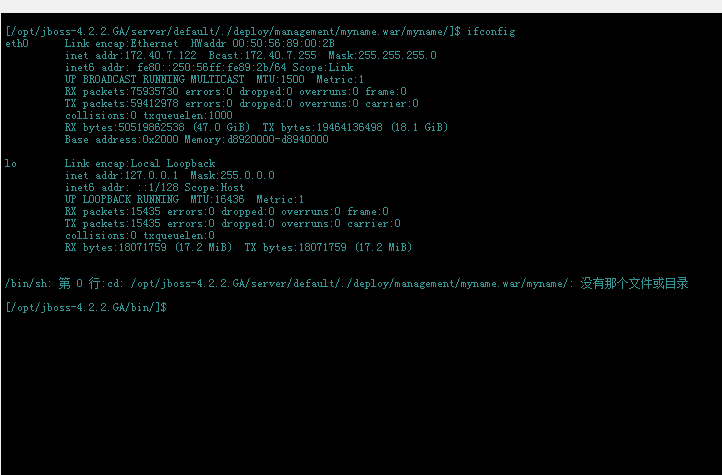 [/opt/jboss-4.2.2.GA/server/default/./deploy/management/myname.war/myname/]$ ifconfig
eth0 Link encap:Ethernet HWaddr 00:50:56:89:00:2B
inet addr:172.40.7.122 Bcast:172.40.7.255 Mask:255.255.255.0
inet6 addr: fe80::250:56ff:fe89:2b/64 Scope:Link
UP BROADCAST RUNNING MULTICAST MTU:1500 Metric:1
RX packets:75935730 errors:0 dropped:0 overruns:0 frame:0
TX packets:59412978 errors:0 dropped:0 overruns:0 carrier:0
collisions:0 txqueuelen:1000
RX bytes:50519862538 (47.0 GiB) TX bytes:19464136498 (18.1 GiB)
Base address:0x2000 Memory:d8920000-d8940000
lo Link encap:Local Loopback
inet addr:127.0.0.1 Mask:255.0.0.0
inet6 addr: ::1/128 Scope:Host
UP LOOPBACK RUNNING MTU:16436 Metric:1
RX packets:15435 errors:0 dropped:0 overruns:0 frame:0
TX packets:15435 errors:0 dropped:0 overruns:0 carrier:0
collisions:0 txqueuelen:0
RX bytes:18071759 (17.2 MiB) TX bytes:18071759 (17.2 MiB)
/bin/sh: 第 0 行:cd: /opt/jboss-4.2.2.GA/server/default/./deploy/management/myname.war/myname/: 没有那个文件或目录
[/opt/jboss-4.2.2.GA/bin/]$